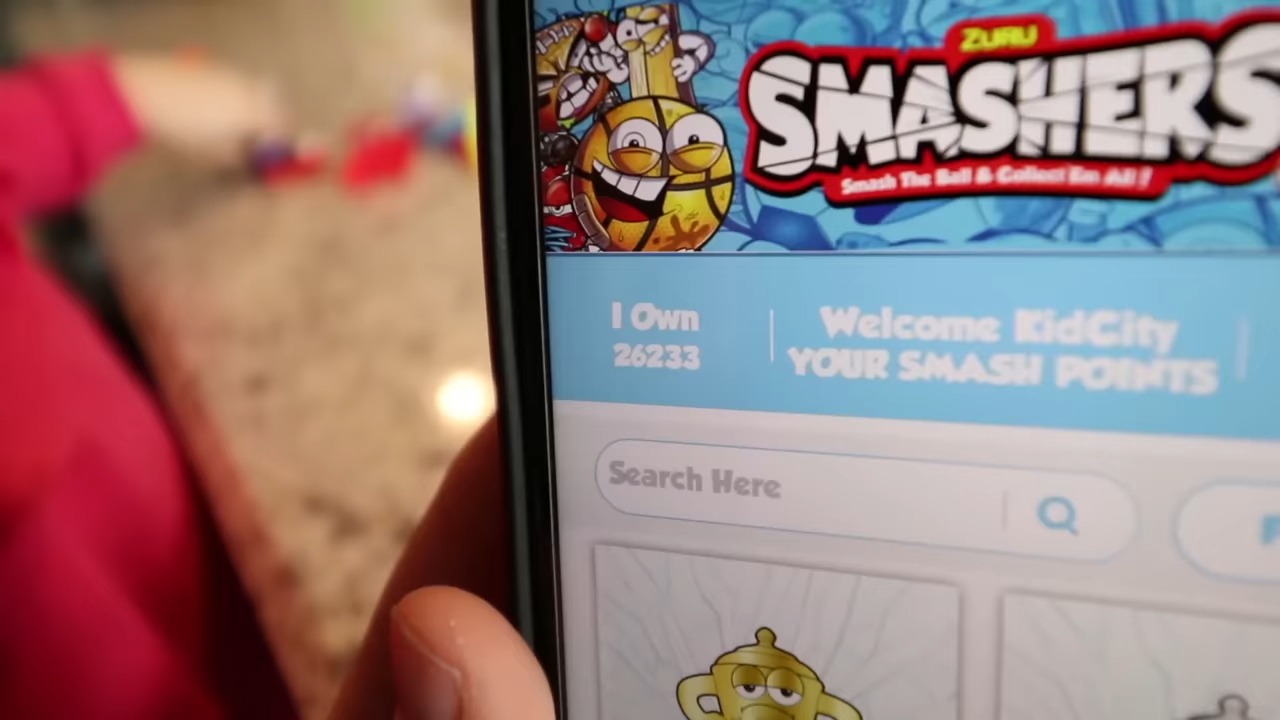 ZURU
SMASHERS
Smash The Ball & Collect Em All!
I Own
26233
Welcome KidCity
YOUR SMASH POINTS
Search Here